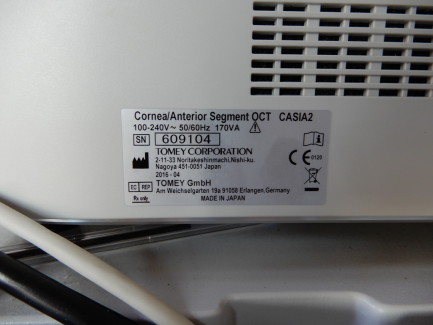 Cornea/Anterior Segment OCT CASIA2
100-240V~ 50/60Hz 170VA
SN 609104
TOMEY CORPORATION
2-11-33 Noritakeshinmachi,Nishi-ku.
Nagoya 451-0051 Japan
2016 - 04
CE 0120
EC REP TOMEY GmbH
Am Weichselgarten 19a 91058 Erlangen,Germany
Rx only MADE IN JAPAN